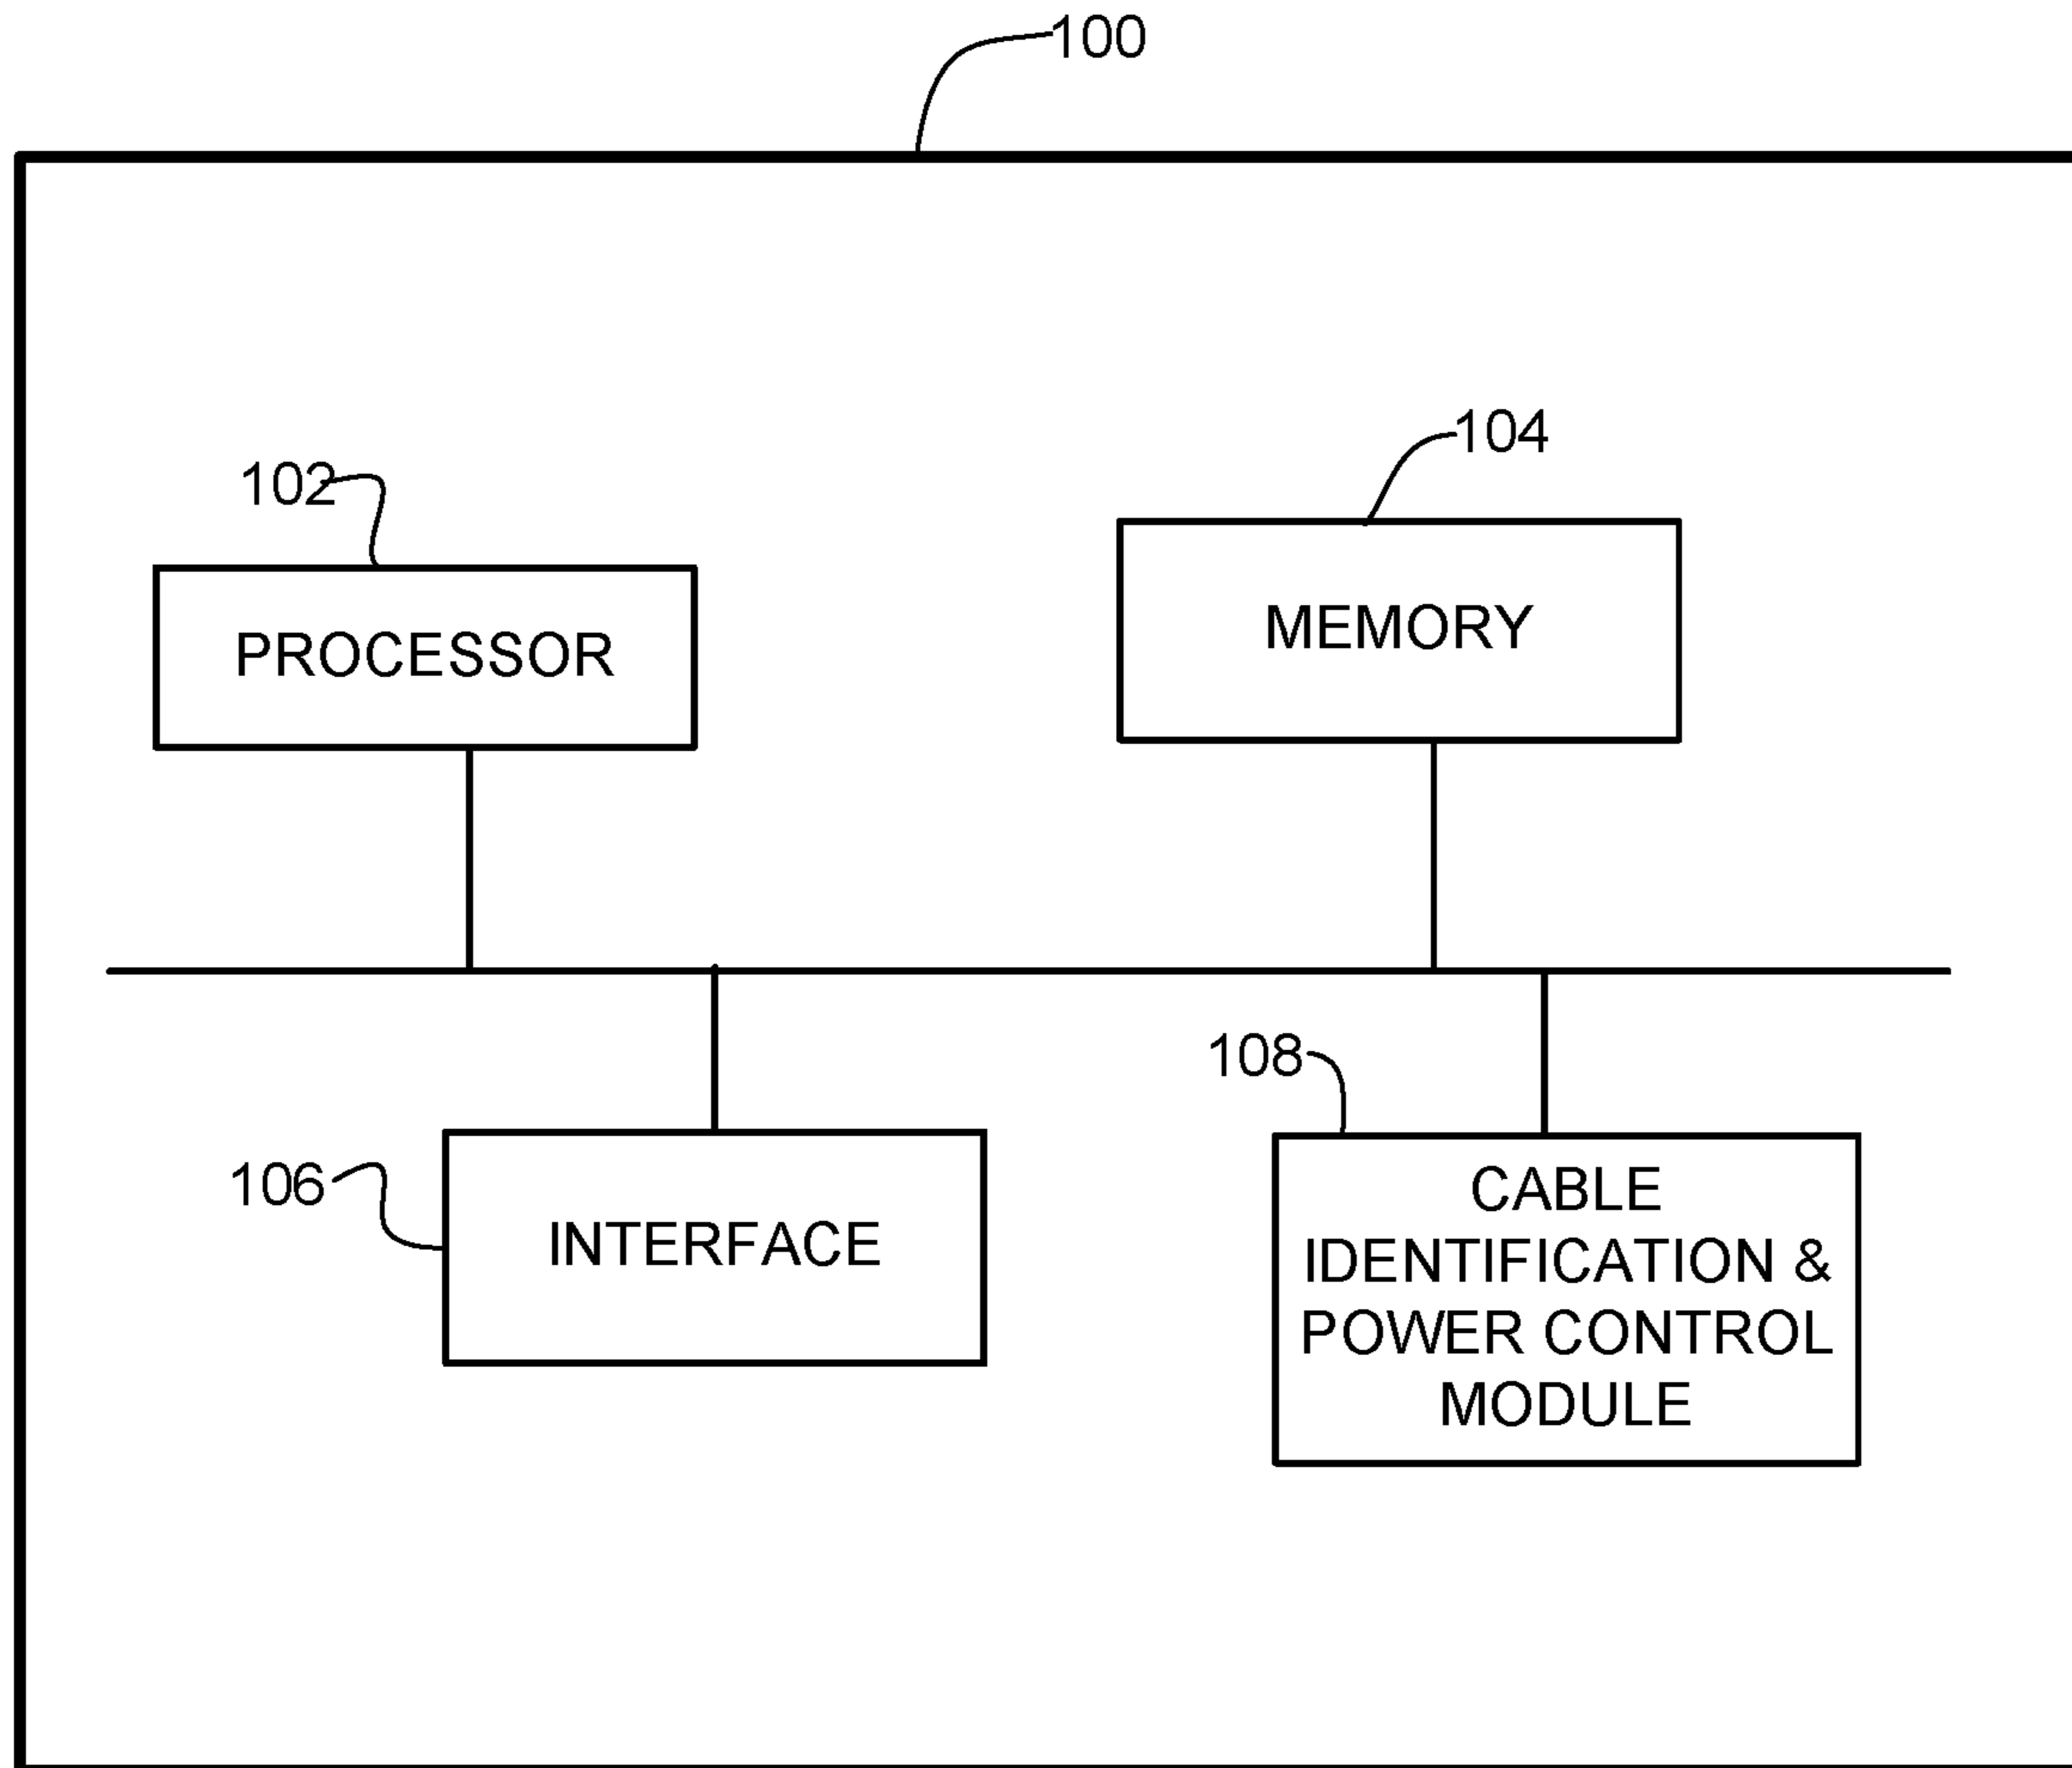 100
104
102
MEMORY
PROCESSOR
108
106
INTERFACE
CABLE
IDENTIFICATION &
POWER CONTROL
MODULE